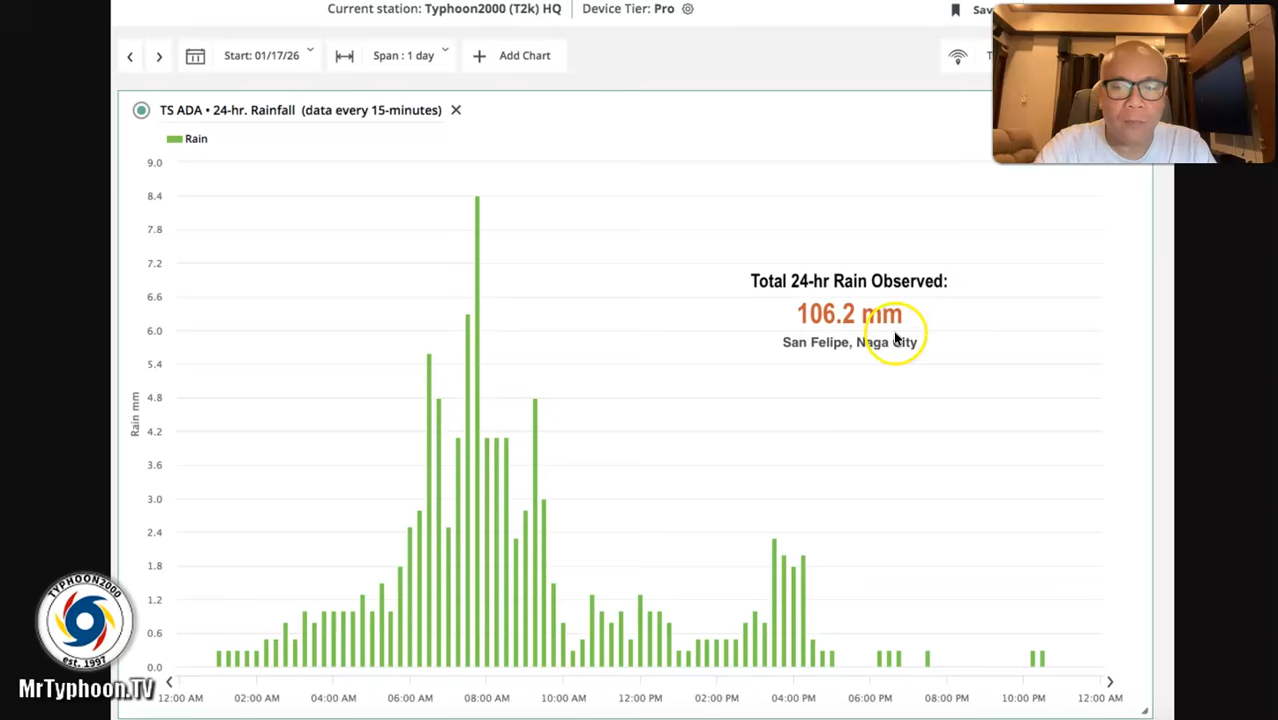 Current station: Typhoon2000 (T2k) HQ Device Tier: Pro
Start: 01/17/26 Span : 1 day Add Chart
TS ADA • 24-hr. Rainfall (data every 15-minutes)
Rain
9.0
8.4
7.8
7.2
6.6
6.0
5.4
4.8
4.2
3.6
3.0
2.4
1.8
1.2
0.6
0.0
Rain mm
Total 24-hr Rain Observed:
106.2 mm
San Felipe, Naga City
12:00 AM 02:00 AM 04:00 AM 06:00 AM 08:00 AM 10:00 AM 12:00 PM 02:00 PM 04:00 PM 06:00 PM 08:00 PM 10:00 PM 12:00 AM
TYPHOON2000
est. 1997
MrTyphoon.TV